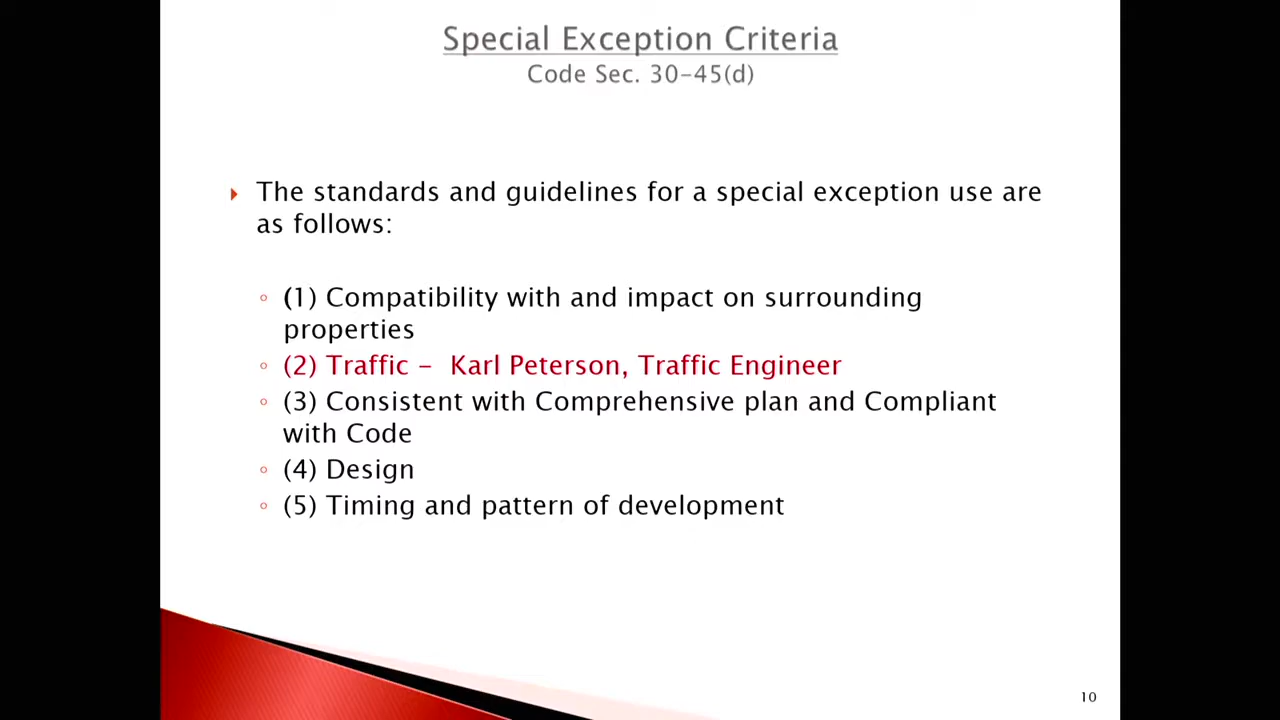 Special Exception Criteria
Code Sec. 30-45(d)
The standards and guidelines for a special exception use are
as follows:
(1) Compatibility with and impact on surrounding
properties
(2) Traffic – Karl Peterson, Traffic Engineer
(3) Consistent with Comprehensive plan and Compliant
with Code
(4) Design
(5) Timing and pattern of development
10